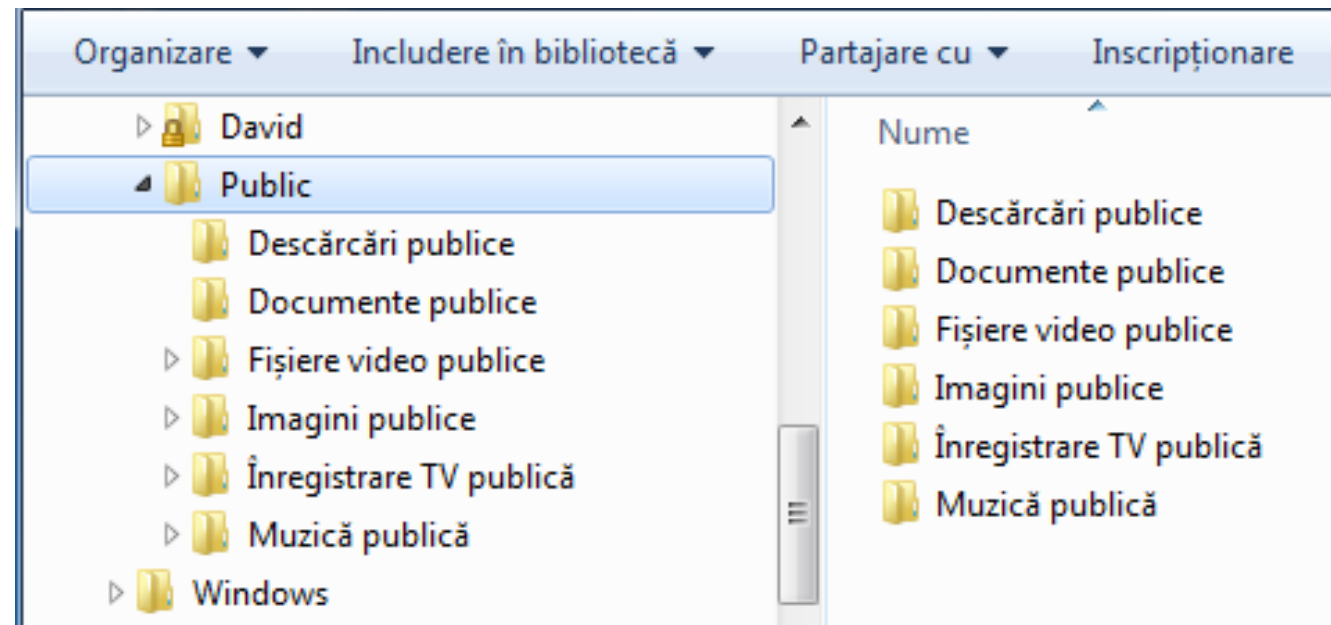 Organizare Includere în bibliotecă Partajare cu Inscripționare
David
Public
Descărcări publice
Documente publice
Fișiere video publice
Imagini publice
Înregistrare TV publică
Muzică publică
Windows
Nume
Descărcări publice
Documente publice
Fișiere video publice
Imagini publice
Înregistrare TV publică
Muzică publică